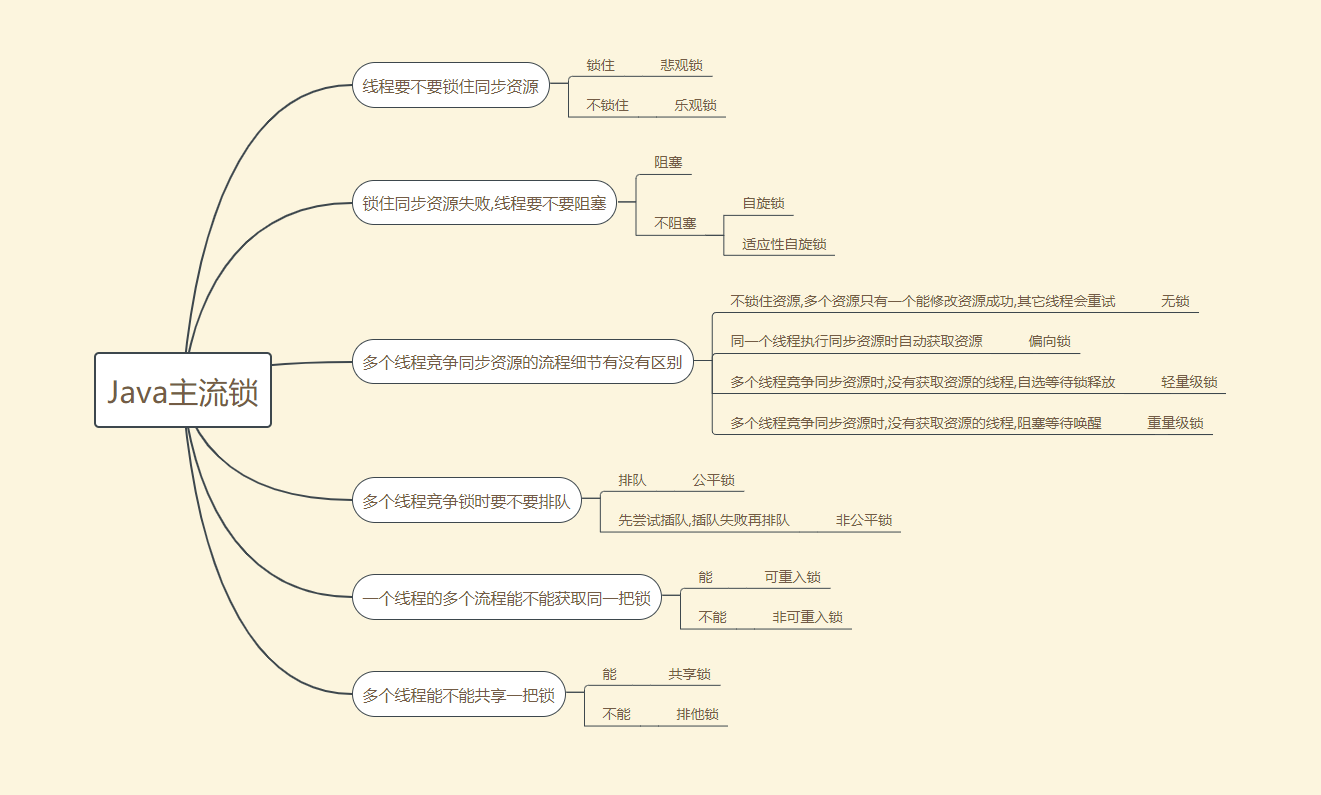 线程要不要锁住同步资源
锁住 悲观锁
不锁住 乐观锁
锁住同步资源失败,线程要不要阻塞
阻塞
不阻塞
自旋锁
适应性自旋锁
Java主流锁
多个线程竞争同步资源的流程细节有没有区别
不锁住资源,多个资源只有一个能修改资源成功,其它线程会重试 无锁
同一个线程执行同步资源时自动获取资源 偏向锁
多个线程竞争同步资源时,没有获取资源的线程,自选等待锁释放 轻量级锁
多个线程竞争同步资源时,没有获取资源的线程,阻塞等待唤醒 重量级锁
多个线程竞争锁时要不要排队
排队 公平锁
先尝试插队,插队失败再排队 非公平锁
一个线程的多个流程能不能获取同一把锁
能 可重入锁
不能 非可重入锁
多个线程能不能共享一把锁
能 共享锁
不能 排他锁